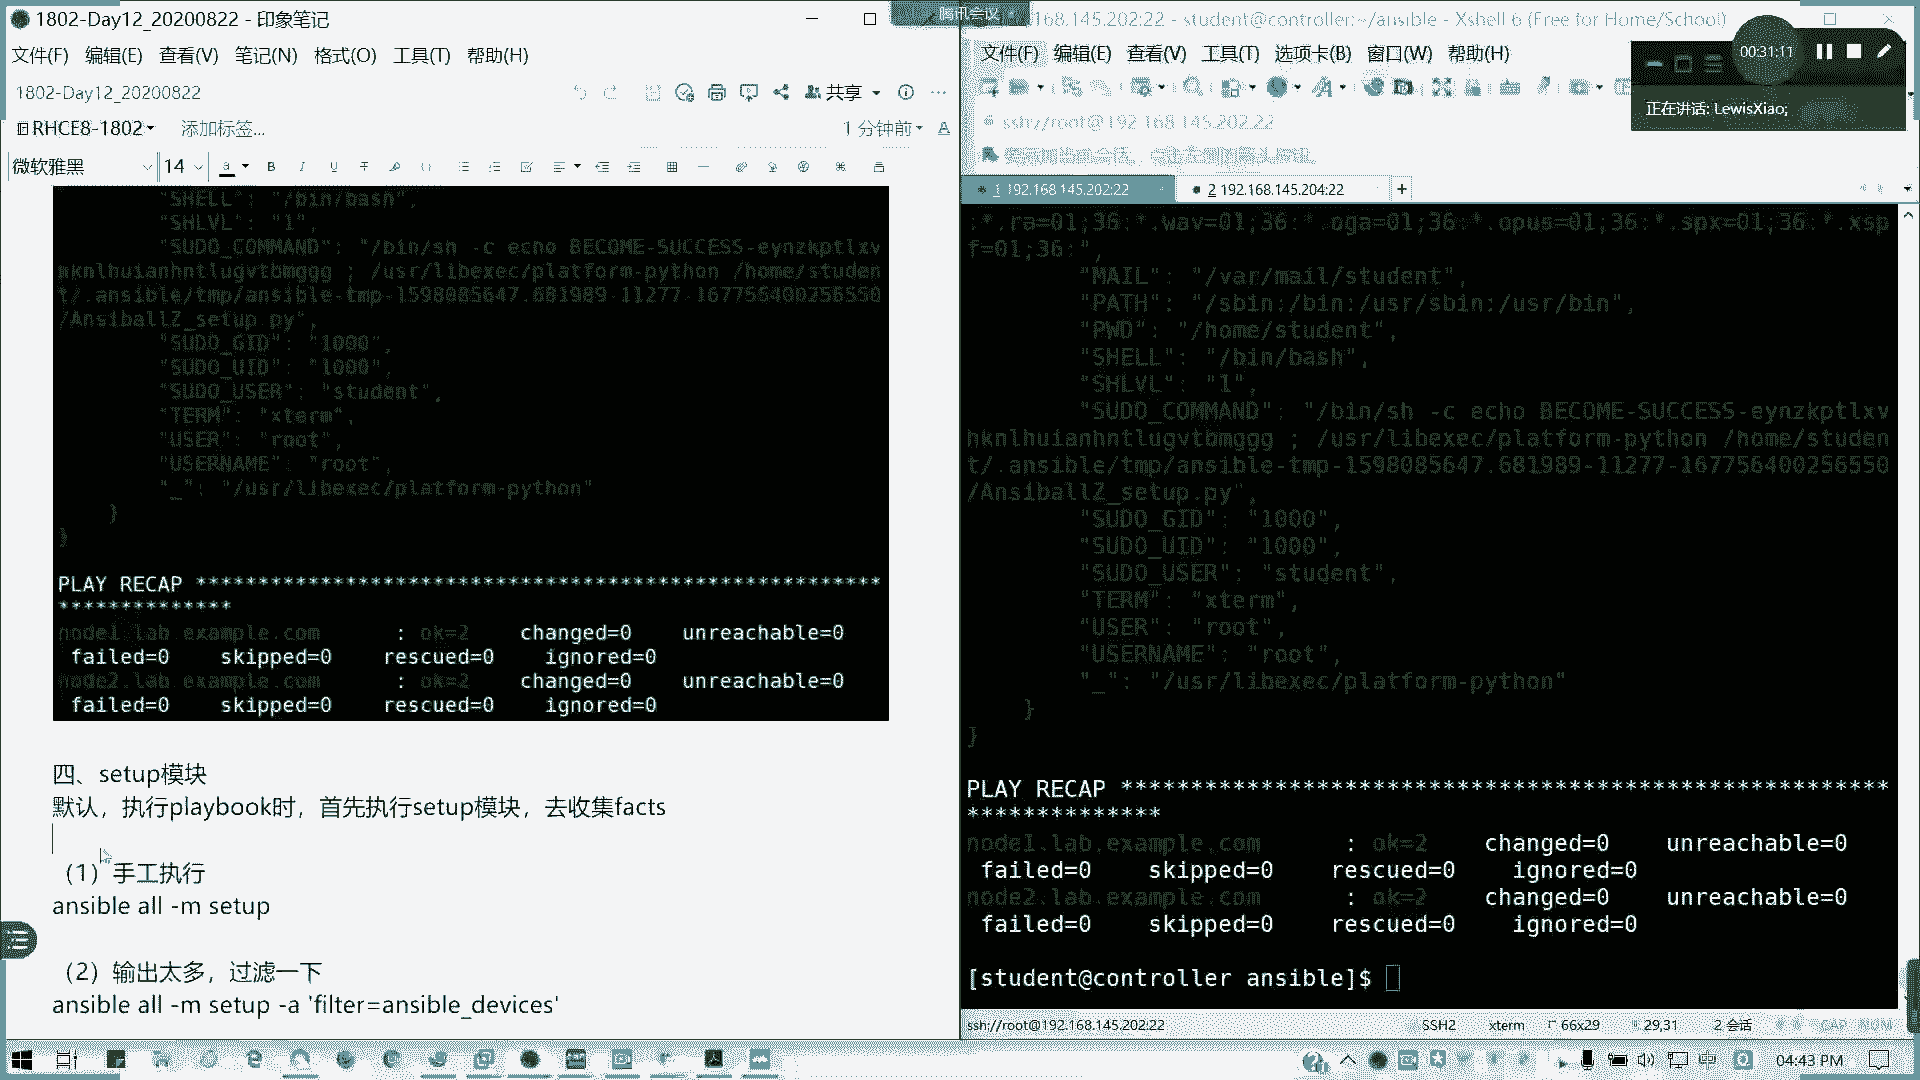 1802-Day12_20200822 - 印象笔记
文件(F) 编辑(E) 查看(V) 笔记(N) 格式(O) 工具(T) 帮助(H)
1802-Day12_20200822
共享
RHCE8-1802 添加标签...
1 分钟前
微软雅黑 14
"SHELL": "/bin/bash",
"SHLVL": "1",
"SUDO_COMMAND": "/bin/sh -c echo BECOME-SUCCESS-eynzkptlxv
hknlhuianhntlugvtbmggg ; /usr/libexec/platform-python /home/studen
t/.ansible/tmp/ansible-tmp-1598085647.681989-11277-167756400256550
/AnsiballZ_setup.py",
"SUDO_GID": "1000",
"SUDO_UID": "1000",
"SUDO_USER": "student",
"TERM": "xterm",
"USER": "root",
"USERNAME": "root",
"_": "/usr/libexec/platform-python"
}
}
PLAY RECAP *******************************************************
**************
node1.lab.example.com : ok=2 changed=0 unreachable=0
failed=0 skipped=0 rescued=0 ignored=0
node2.lab.example.com : ok=2 changed=0 unreachable=0
failed=0 skipped=0 rescued=0 ignored=0
四、setup模块
默认，执行playbook时，首先执行setup模块，去收集facts
（1）手工执行
ansible all -m setup
（2）输出太多，过滤一下
ansible all -m setup -a 'filter=ansible_devices'
腾讯会议
168.145.202:22 - student@controller:~/ansible - Xshell 6 (Free for Home/School)
文件(F) 编辑(E) 查看(V) 工具(T) 选项卡(B) 窗口(W) 帮助(H)
00:31:11
正在讲话: LewisXiao;
ssh://root@192.168.145.202:22
1 192.168.145.202:22
2 192.168.145.204:22
:*.ra=01;36:*.wav=01;36:*.oga=01;36:*.opus=01;36:*.spx=01;36:*.xsp
f=01;36:",
"MAIL": "/var/mail/student",
"PATH": "/sbin:/bin:/usr/sbin:/usr/bin",
"PWD": "/home/student",
"SHELL": "/bin/bash",
"SHLVL": "1",
"SUDO_COMMAND": "/bin/sh -c echo BECOME-SUCCESS-eynzkptlxv
hknlhuianhntlugvtbmggg ; /usr/libexec/platform-python /home/studen
t/.ansible/tmp/ansible-tmp-1598085647.681989-11277-167756400256550
/AnsiballZ_setup.py",
"SUDO_GID": "1000",
"SUDO_UID": "1000",
"SUDO_USER": "student",
"TERM": "xterm",
"USER": "root",
"USERNAME": "root",
"_": "/usr/libexec/platform-python"
}
}
PLAY RECAP *******************************************************
**************
node1.lab.example.com : ok=2 changed=0 unreachable=0
failed=0 skipped=0 rescued=0 ignored=0
node2.lab.example.com : ok=2 changed=0 unreachable=0
failed=0 skipped=0 rescued=0 ignored=0
[student@controller ansible]$
ssh://root@192.168.145.202:22 SSH2 xterm 66x29 29,31 2 会话 CAP NUM
中 04:43 PM